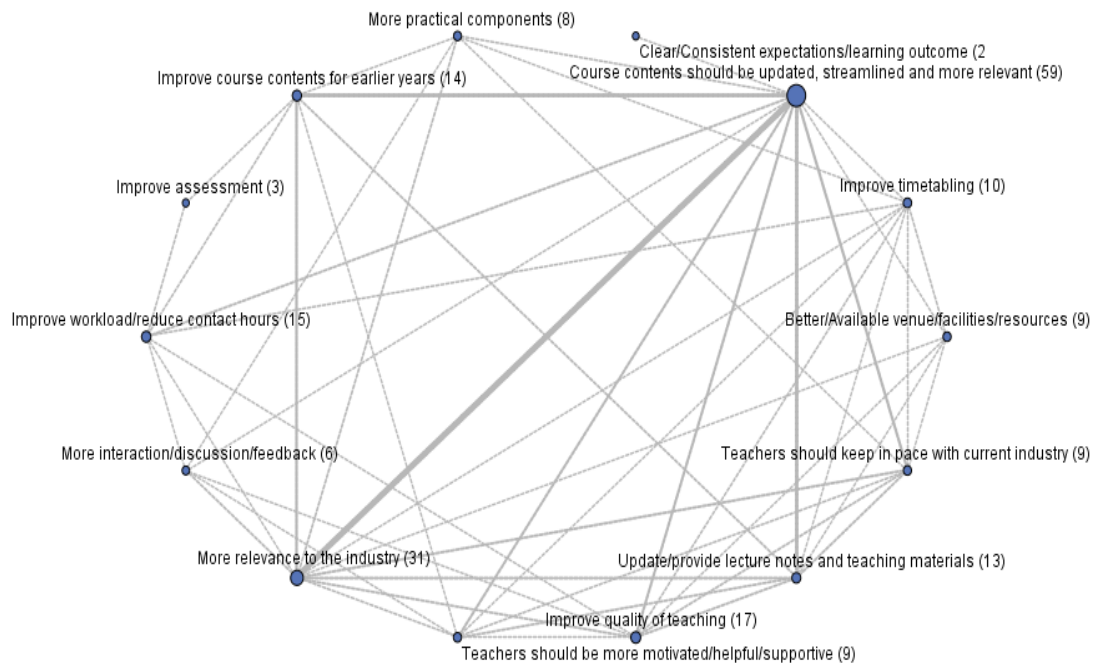 More practical components (8)
Clear/Consistent expectations/learning outcome (2
Course contents should be updated, streamlined and more relevant (59)
Improve course contents for earlier years (14)
Improve assessment (3)
Improve timetabling (10)
Improve workload/reduce contact hours (15)
Better/Available venue/facilities/resources (9)
More interaction/discussion/feedback (6)
Teachers should keep in pace with current industry (9)
More relevance to the industry (31)
Update/provide lecture notes and teaching materials (13)
Improve quality of teaching (17)
Teachers should be more motivated/helpful/supportive (9)